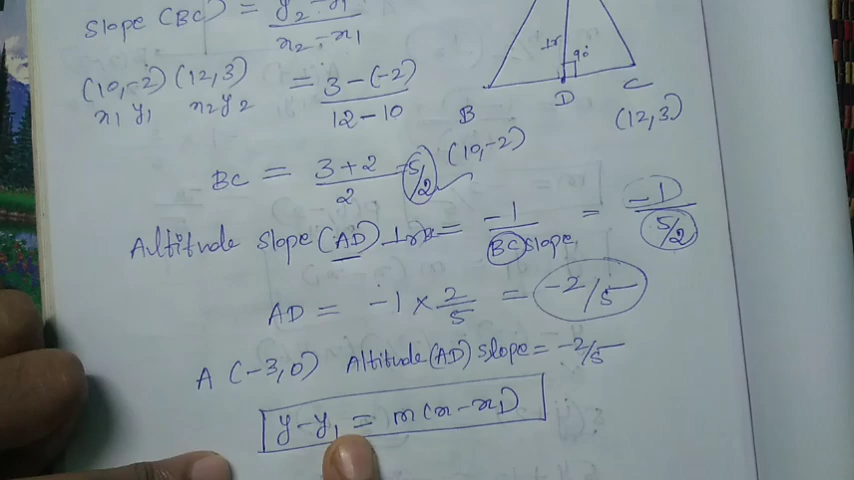 Slope (BC) = y2 - y1 / x2 - x1
(10,-2) (12,3) = 3-(-2) / 12-10
x1 y1 x2 y2
⊥r 90°
B D C
(10,-2) (12,3)
BC = 3+2 / 2 = 5/2
Altitude slope (AD) ⊥r = -1 / BC slope = -1 / 5/2
AD = -1 × 2/5 = -2/5
A (-3,0) Altitude (AD) slope = -2/5
y-y1 = m(x-x1)